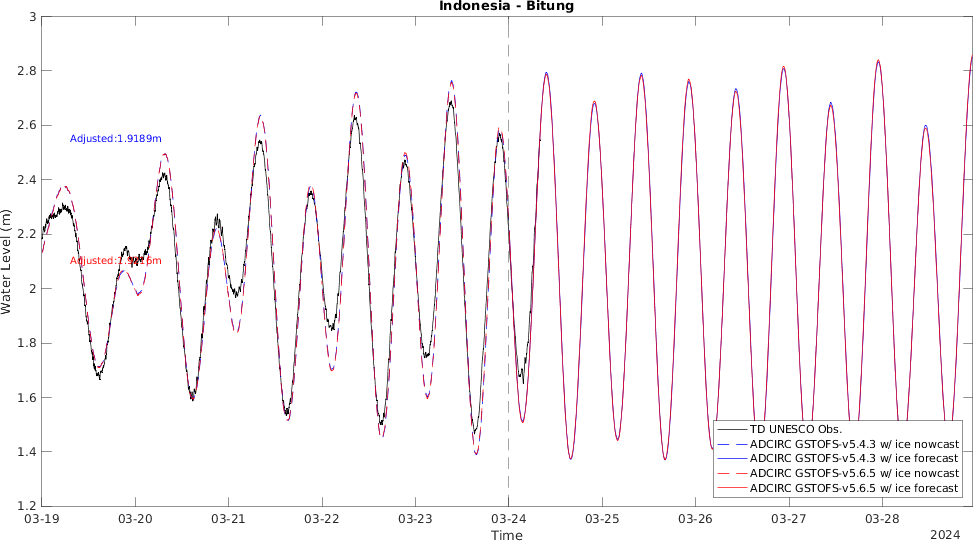 Indonesia - Bitung
3
2.8
2.6
2.4
2.2
2
1.8
1.6
1.4
1.2
Water Level (m)
Adjusted:1.9189m
TD UNESCO Obs.
ADCIRC GSTOFS-v5.4.3 w/ ice nowcast
ADCIRC GSTOFS-v5.4.3 w/ ice forecast
ADCIRC GSTOFS-v5.6.5 w/ ice nowcast
ADCIRC GSTOFS-v5.6.5 w/ ice forecast
03-19 03-20 03-21 03-22 03-23 03-24 03-25 03-26 03-27 03-28
Time
2024